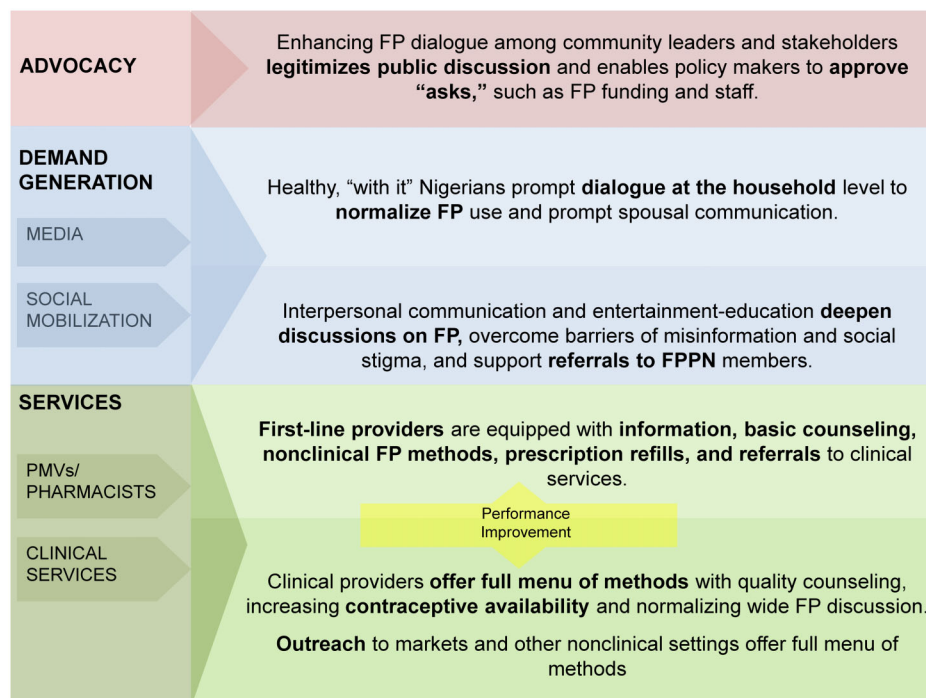 ADVOCACY
Enhancing FP dialogue among community leaders and stakeholders
legitimizes public discussion and enables policy makers to approve
“asks,” such as FP funding and staff.
DEMAND
GENERATION
Healthy, “with it” Nigerians prompt dialogue at the household level to
normalize FP use and prompt spousal communication.
MEDIA
SOCIAL
MOBILIZATION
Interpersonal communication and entertainment-education deepen
discussions on FP, overcome barriers of misinformation and social
stigma, and support referrals to FPPN members.
SERVICES
First-line providers are equipped with information, basic counseling,
nonclinical FP methods, prescription refills, and referrals to clinical
services.
PMVs/
PHARMACISTS
Performance
Improvement
CLINICAL
SERVICES
Clinical providers offer full menu of methods with quality counseling,
increasing contraceptive availability and normalizing wide FP discussion.
Outreach to markets and other nonclinical settings offer full menu of
methods